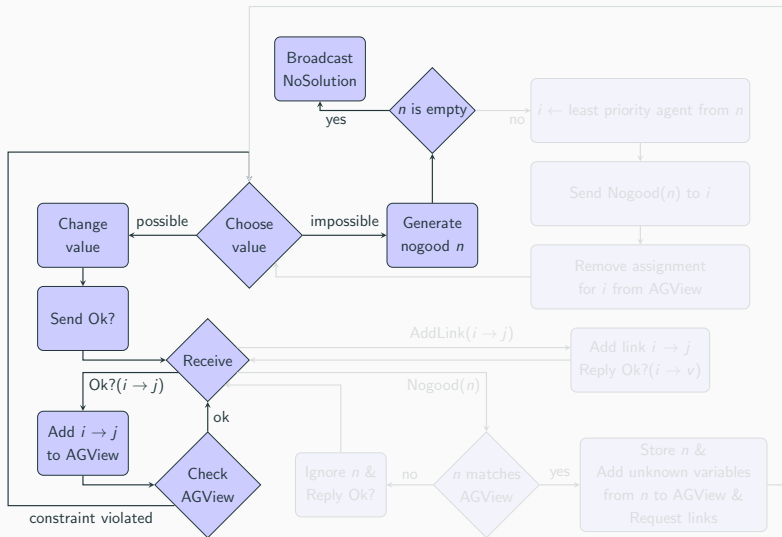 Broadcast
NoSolution
n is empty
yes
no
i ← least priority agent from n
Send Nogood(n) to i
Remove assignment
for i from AGView
Change
value
possible
Choose
value
impossible
Generate
nogood n
Send Ok?
Receive
AddLink(i → j)
Add link i → j
Reply Ok?(i → v)
Ok?(i → j)
Nogood(n)
ok
Add i → j
to AGView
Check
AGView
constraint violated
Ignore n &
Reply Ok?
no
n matches
AGView
yes
Store n &
Add unknown variables
from n to AGView &
Request links